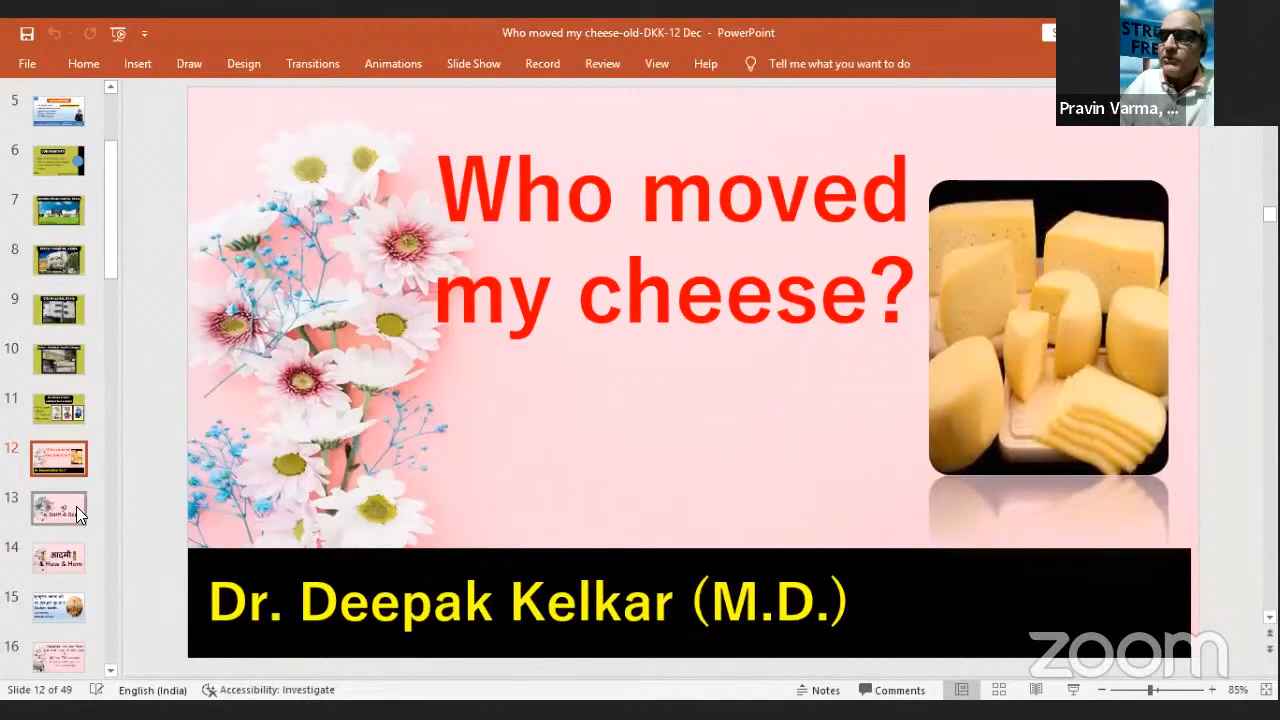 Who moved my cheese-old-DKK-12 Dec - PowerPoint
File Home Insert Draw Design Transitions Animations Slide Show Record Review View Help Tell me what you want to do
Pravin Varma, ...
5
6
7
8
9
10
11
12
13
14
आदमी
15
16
Who moved
my cheese?
Dr. Deepak Kelkar (M.D.)
zoom
Slide 12 of 49 English (India) Accessibility: Investigate Notes Comments 85%